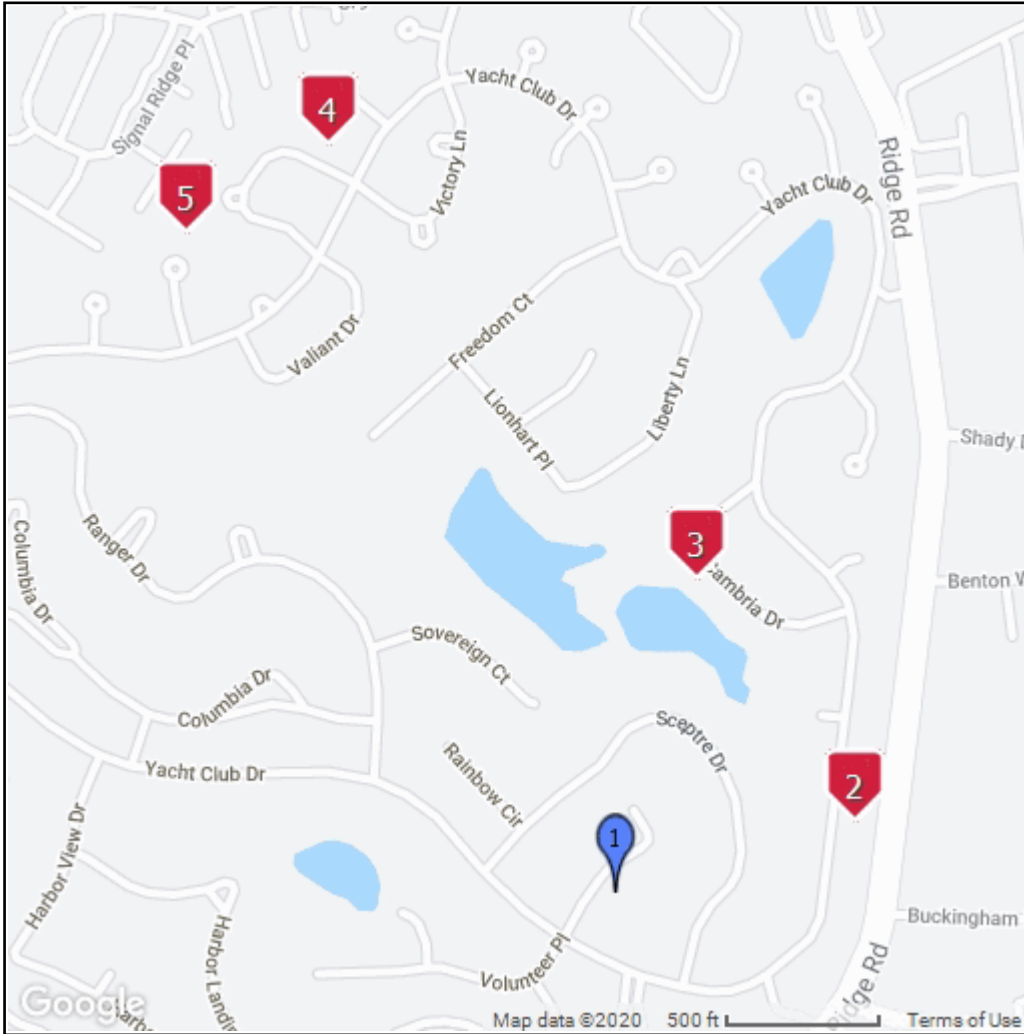 Signal Ridge Pl
4
Yacht Club Dr
Victory Ln
Ridge Rd
5
Yacht Club Dr
Freedom Ct
Valiant Dr
Liberty Ln
Lionhart Pl
Shady
3
Ranger Dr
Columbia Dr
Cambria Dr
Benton
Sovereign Ct
Columbia Dr
Sceptre Dr
Yacht Club Dr
Rainbow Cir
2
1
Harbor View Dr
Buckingham
Harbor
Volunteer Pl
Ridge Rd
Google
Map data ©2020 500 ft Terms of Use